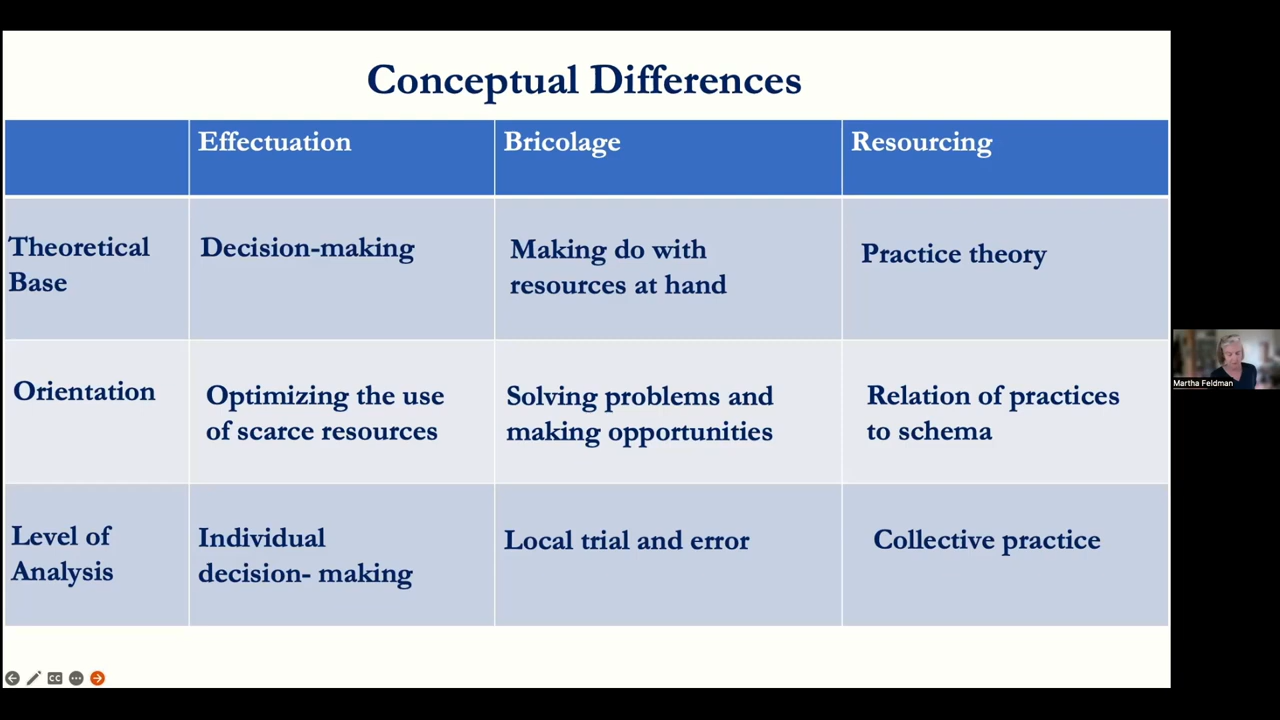 Conceptual Differences
Effectuation
Bricolage
Resourcing
Theoretical
Base
Decision-making
Making do with
resources at hand
Practice theory
Orientation
Optimizing the use
of scarce resources
Solving problems and
making opportunities
Relation of practices
to schema
Level of
Analysis
Individual
decision- making
Local trial and error
Collective practice
CC
Martha Feldman